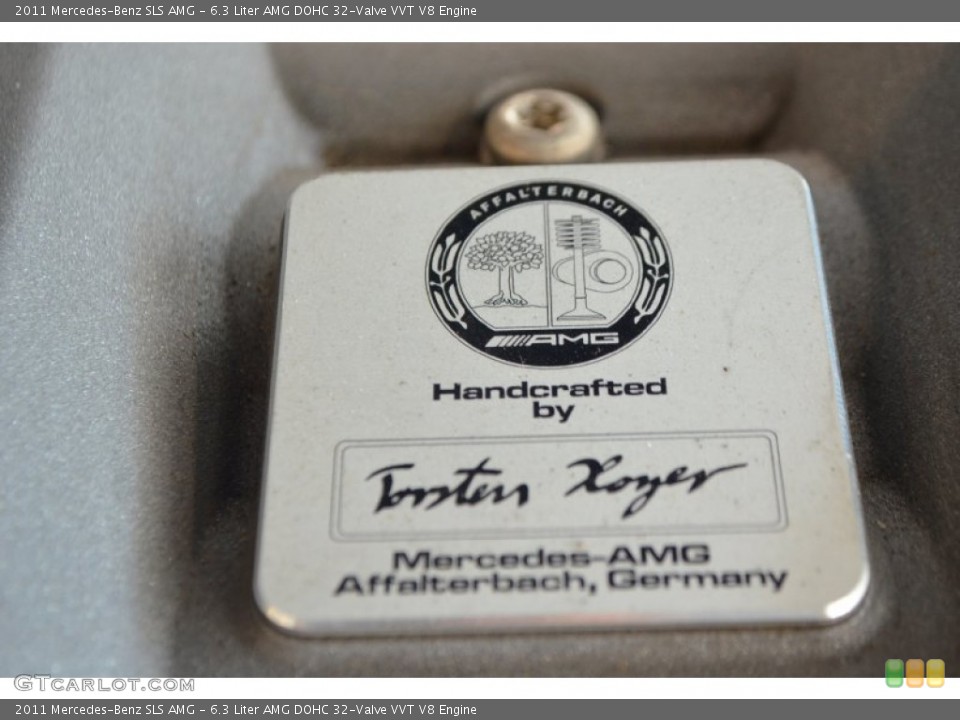 2011 Mercedes-Benz SLS AMG - 6.3 Liter AMG DOHC 32-Valve VVT V8 Engine
AFFALTERBACH
AMG
Handcrafted
by
Torsten
Mercedes-AMG
Affalterbach, Germany
GTCARLOT.COM
2011 Mercedes-Benz SLS AMG - 6.3 Liter AMG DOHC 32-Valve VVT V8 Engine